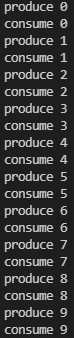 produce 0
consume 0
produce 1
consume 1
produce 2
consume 2
produce 3
consume 3
produce 4
consume 4
produce 5
consume 5
produce 6
consume 6
produce 7
consume 7
produce 8
consume 8
produce 9
consume 9